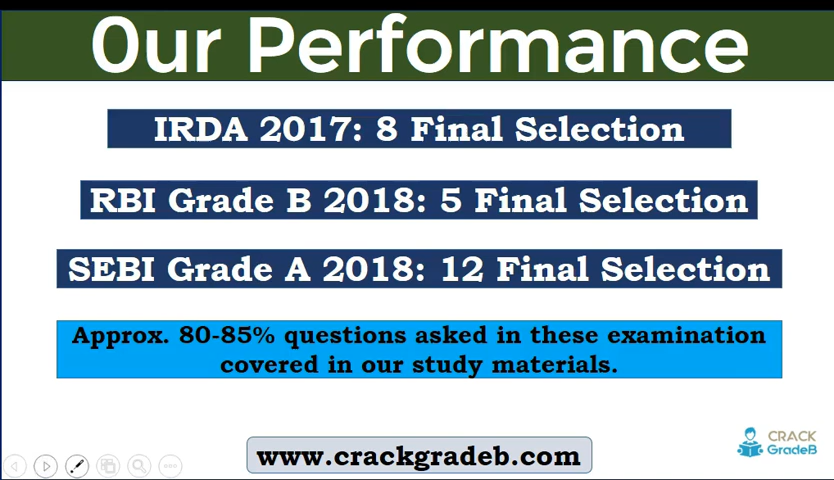 0ur Performance
IRDA 2017: 8 Final Selection
RBI Grade B 2018: 5 Final Selection
SEBI Grade A 2018: 12 Final Selection
Approx. 80-85% questions asked in these examination
covered in our study materials.
CRACK
GradeB
www.crackgradeb.com